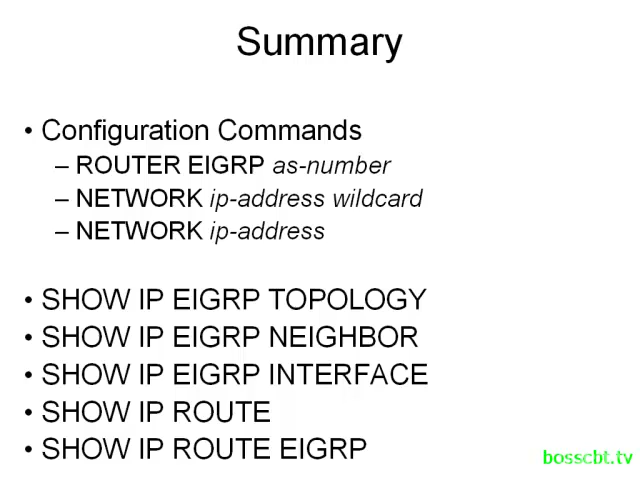 Summary
• Configuration Commands
– ROUTER EIGRP as-number
– NETWORK ip-address wildcard
– NETWORK ip-address
• SHOW IP EIGRP TOPOLOGY
• SHOW IP EIGRP NEIGHBOR
• SHOW IP EIGRP INTERFACE
• SHOW IP ROUTE
• SHOW IP ROUTE EIGRP
bosscbt.tv